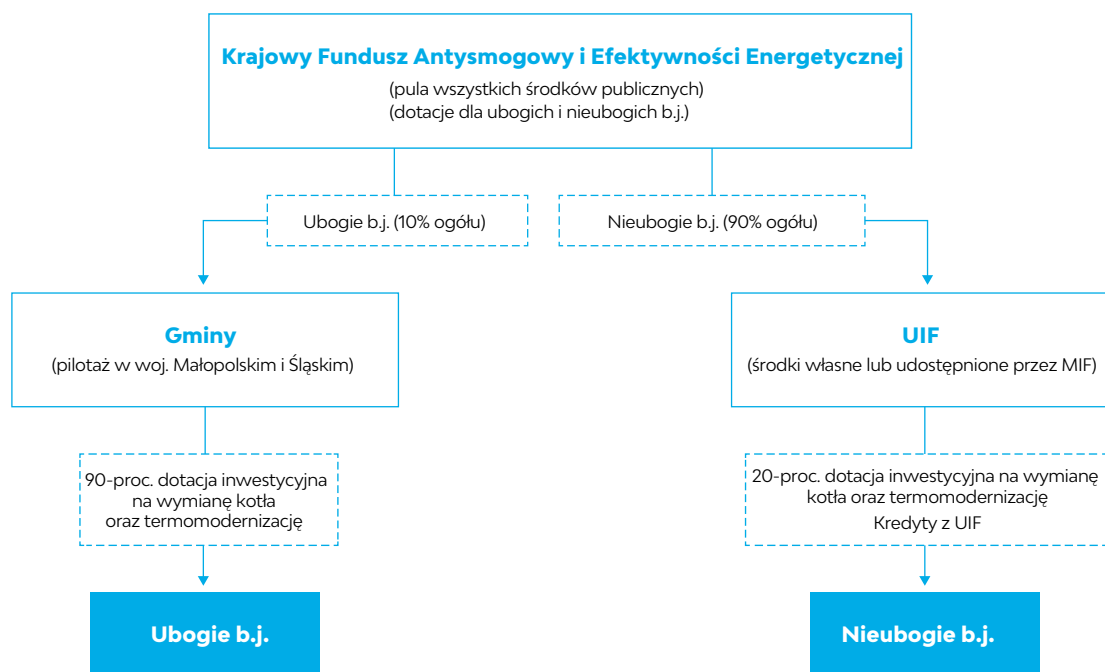 Krajowy Fundusz Antysmogowy i Efektywności Energetycznej
(pula wszystkich środków publicznych)
(dotacje dla ubogich i nieubogich b.j.)
Ubogie b.j. (10% ogółu)
Nieubogie b.j. (90% ogółu)
Gminy
(pilotaż w woj. Małopolskim i Śląskim)
UIF
(środki własne lub udostępnione przez MIF)
90-proc. dotacja inwestycyjna
na wymianę kotła
oraz termomodernizację
20-proc. dotacja inwestycyjna na wymianę
kotła oraz termomodernizację
Kredyty z UIF
Ubogie b.j.
Nieubogie b.j.